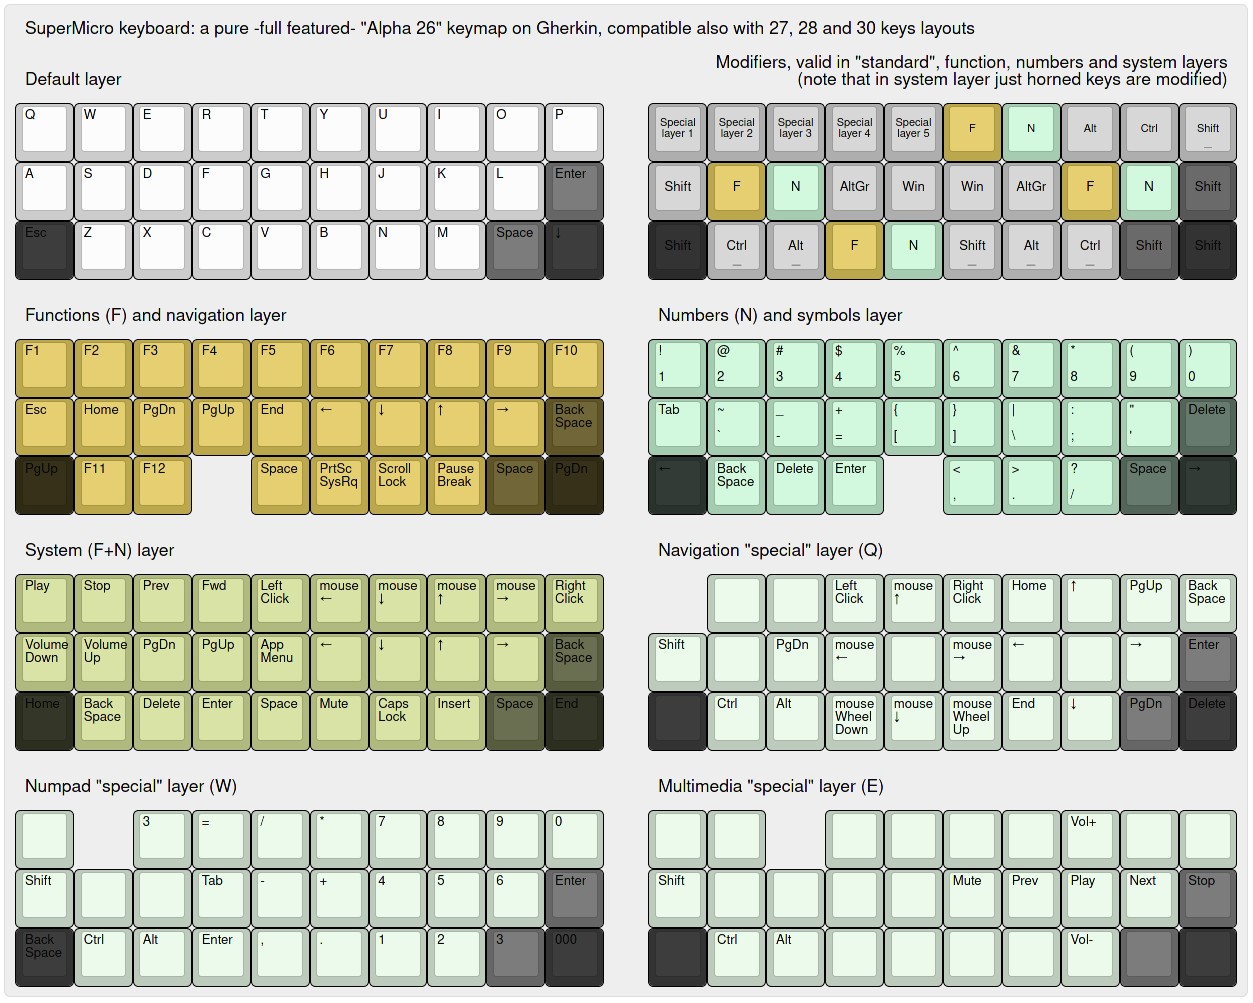 SuperMicro keyboard: a pure -full featured- "Alpha 26" keymap on Gherkin, compatible also with 27, 28 and 30 keys layouts
Default layer
Q W E R T Y U I O P
A S D F G H J K L Enter
Esc Z X C V B N M Space ↓
Modifiers, valid in "standard", function, numbers and system layers
(note that in system layer just horned keys are modified)
Special Special Special Special Special F N Alt Ctrl Shift
layer 1 layer 2 layer 3 layer 4 layer 5 _
Shift F N AltGr Win Win AltGr F N Shift
Shift Ctrl Alt F N Shift Alt Ctrl Shift Shift
_ _ _ _ _
Functions (F) and navigation layer
F1 F2 F3 F4 F5 F6 F7 F8 F9 F10
Esc Home PgDn PgUp End ← ↓ ↑ → Back
Space
PgUp F11 F12 Space PrtSc Scroll Pause Space PgDn
SysRq Lock Break
Numbers (N) and symbols layer
! @ # $ % ^ & * ( )
1 2 3 4 5 6 7 8 9 0
Tab ~ _ + { } | : " Delete
` - = [ ] \ ; '
← Back Delete Enter < > ? Space →
Space , . /
System (F+N) layer
Play Stop Prev Fwd Left mouse mouse mouse mouse Right
Click ← ↓ ↑ → Click
Volume Volume PgDn PgUp App ← ↓ ↑ → Back
Down Up Menu Space
Home Back Delete Enter Space Mute Caps Insert Space End
Space Lock
Navigation "special" layer (Q)
Left mouse Right Home ↑ PgUp Back
Click ↑ Click Space
Shift PgDn mouse mouse ← → Enter
← →
Ctrl Alt mouse mouse mouse End ↓ PgDn Delete
Wheel ↓ Wheel
Down Up
Numpad "special" layer (W)
3 = / * 7 8 9 0
Shift Tab - + 4 5 6 Enter
Back Ctrl Alt Enter , . 1 2 3 000
Space
Multimedia "special" layer (E)
Vol+
Shift Mute Prev Play Next Stop
Ctrl Alt Vol-